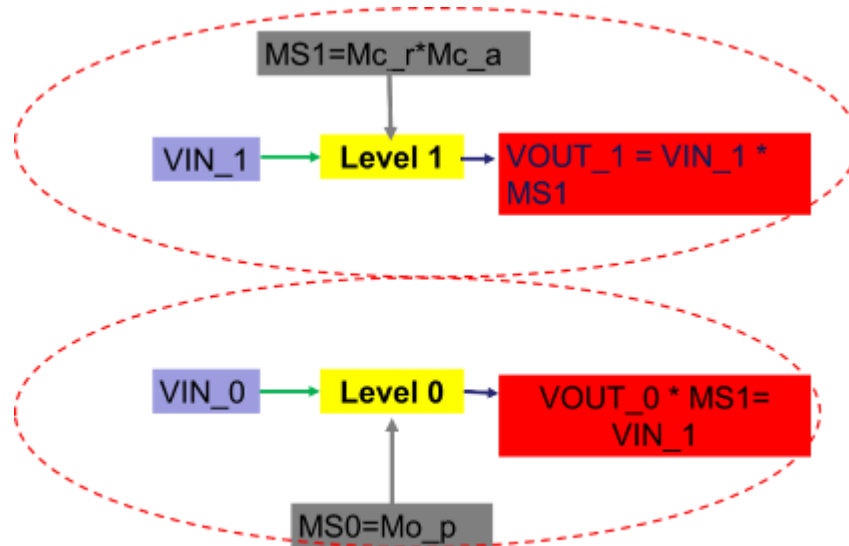 MS1=Mc_r*Mc_a
VIN_1
Level 1
VOUT_1 = VIN_1 *
MS1
VIN_0
Level 0
VOUT_0 * MS1=
VIN_1
MS0=Mo_p